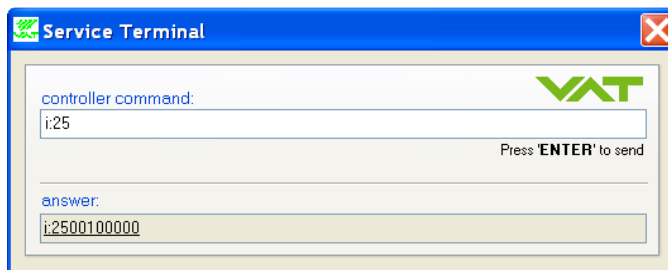 Service Terminal
VAT
controller command:
i:25
Press 'ENTER' to send
answer:
i:2500100000